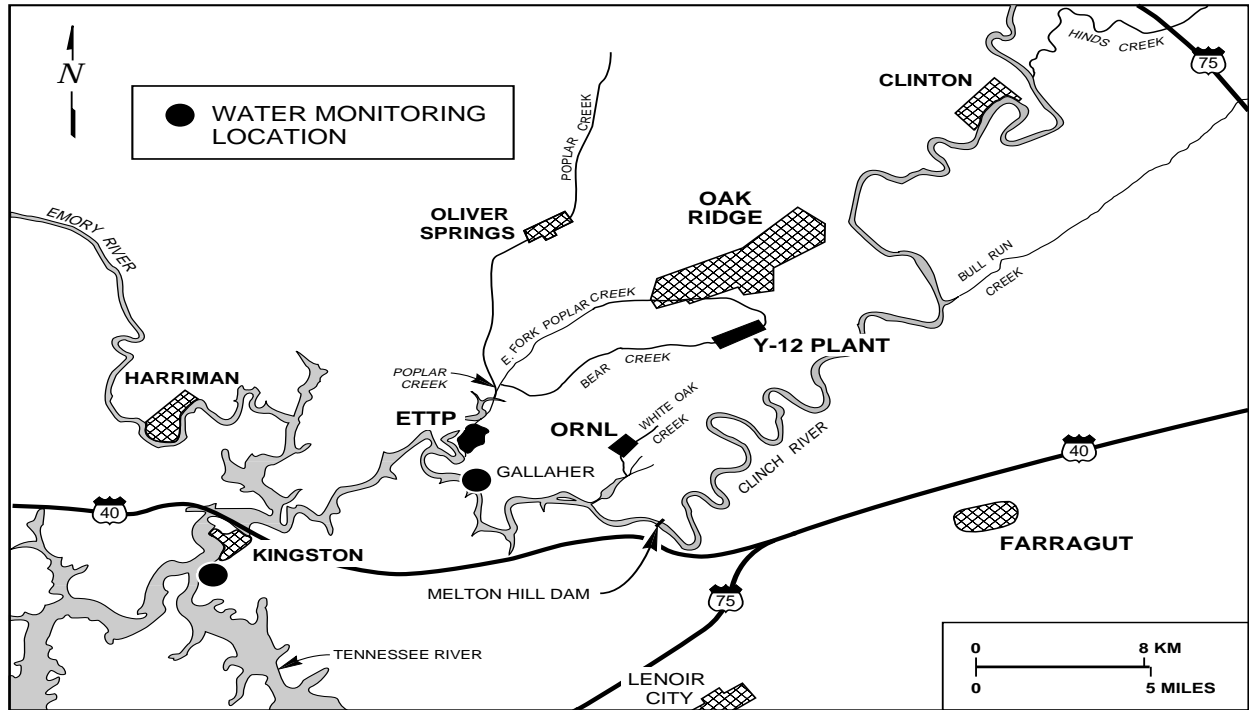 HINDS CREEK
75
CLINTON
N
WATER MONITORING
LOCATION
POPLAR CREEK
OAK
RIDGE
OLIVER
SPRINGS
EMORY RIVER
BULL RUN
CREEK
E. FORK POPLAR CREEK
Y-12 PLANT
BEAR CREEK
POPLAR
CREEK
HARRIMAN
ETTP
ORNL
WHITE OAK
CREEK
GALLAHER
CLINCH RIVER
40
40
FARRAGUT
KINGSTON
MELTON HILL DAM
75
TENNESSEE RIVER
LENOIR
CITY
0 8 KM
0 5 MILES